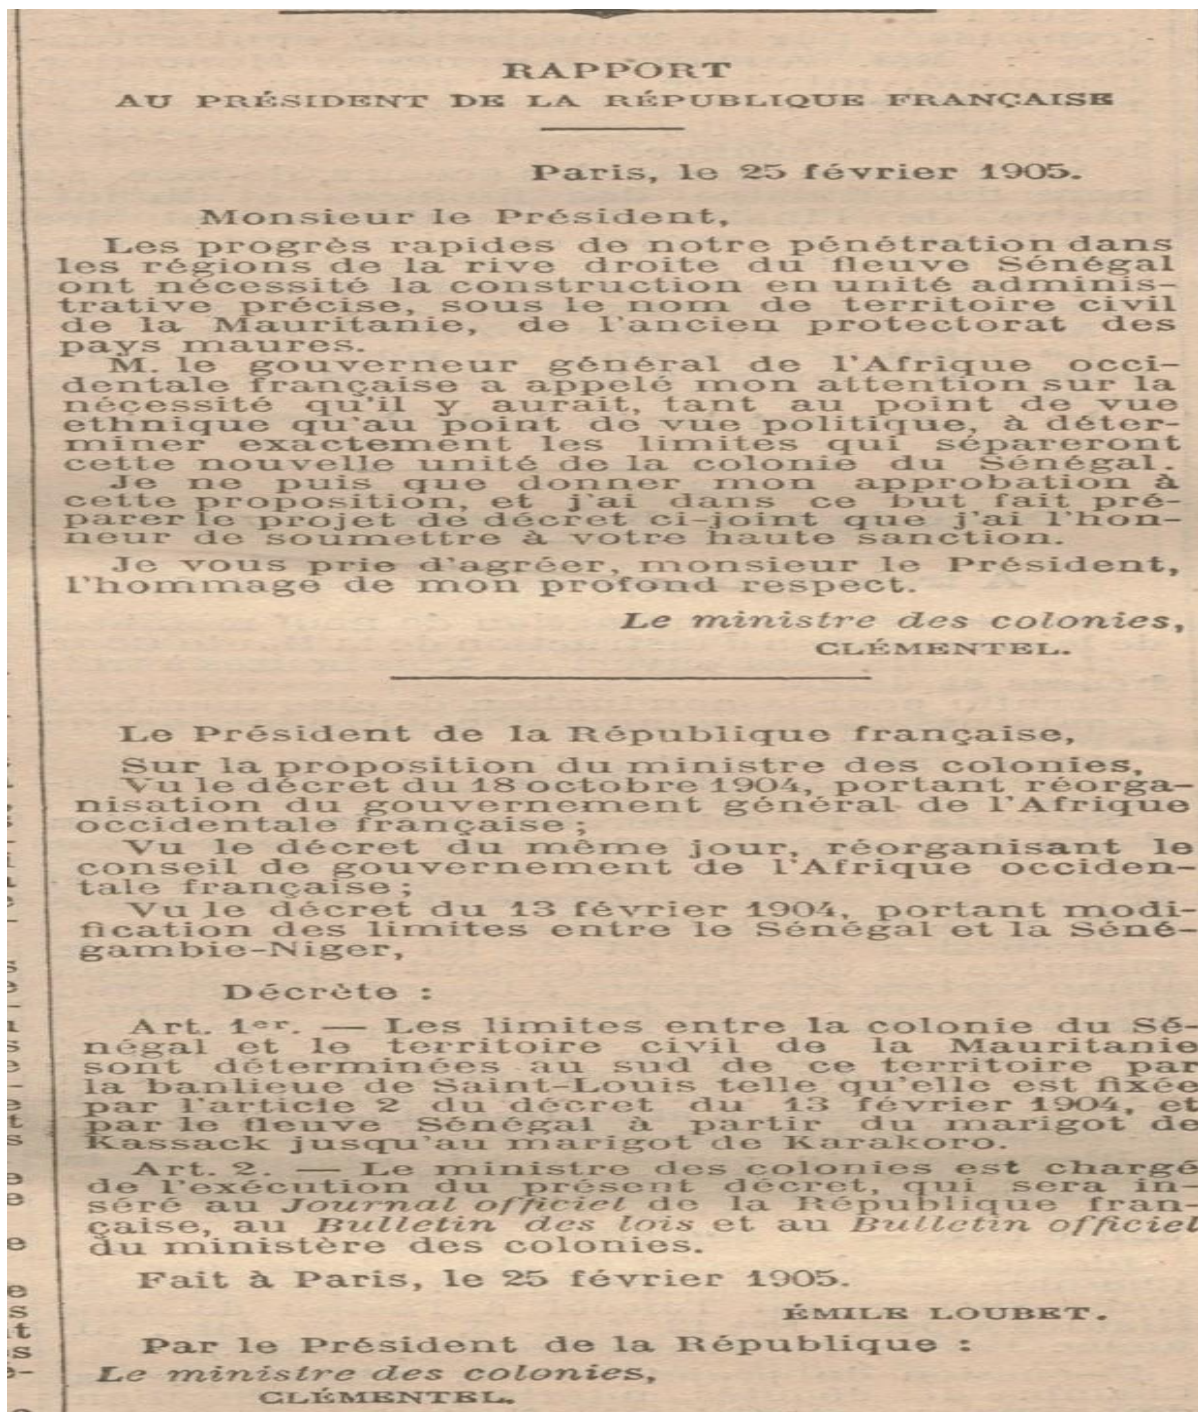 RAPPORT
AU PRÉSIDENT DE LA RÉPUBLIQUE FRANÇAISE
Paris, le 25 février 1905.
Monsieur le Président,
Les progrès rapides de notre pénétration dans
les régions de la rive droite du fleuve Sénégal
ont nécessité la construction en unité adminis-
trative précise, sous le nom de territoire civil
de la Mauritanie, de l'ancien protectorat des
pays maures.
M. le gouverneur général de l'Afrique occi-
dentale française a appelé mon attention sur la
nécessité qu'il y aurait, tant au point de vue
ethnique qu'au point de vue politique, à déter-
miner exactement les limites qui sépareront
cette nouvelle unité de la colonie du Sénégal.
Je ne puis que donner mon approbation à
cette proposition, et j'ai dans ce but fait pré-
parer le projet de décret ci-joint que j'ai l'hon-
neur de soumettre à votre haute sanction.
Je vous prie d'agréer, monsieur le Président,
l'hommage de mon profond respect.
Le ministre des colonies,
CLÉMENTEL.
Le Président de la République française,
Sur la proposition du ministre des colonies,
Vu le décret du 18 octobre 1904, portant réorga-
nisation du gouvernement général de l'Afrique
occidentale française;
Vu le décret du même jour, réorganisant le
conseil de gouvernement de l'Afrique occiden-
tale française;
Vu le décret du 13 février 1904, portant modi-
fication des limites entre le Sénégal et la Séné-
gambie-Niger,
Décrète :
Art. 1er. — Les limites entre la colonie du Sé-
négal et le territoire civil de la Mauritanie
sont déterminées au sud de ce territoire par
la banlieue de Saint-Louis telle qu'elle est fixée
par l'article 2 du décret du 13 février 1904, et
par le fleuve Sénégal à partir du marigot de
Kassack jusqu'au marigot de Karakoro.
Art. 2. — Le ministre des colonies est chargé
de l'exécution du présent décret, qui sera in-
séré au Journal officiel de la République fran-
çaise, au Bulletin des lois et au Bulletin officiel
du ministère des colonies.
Fait à Paris, le 25 février 1905.
ÉMILE LOUBET.
Par le Président de la République :
Le ministre des colonies,
CLÉMENTEL.